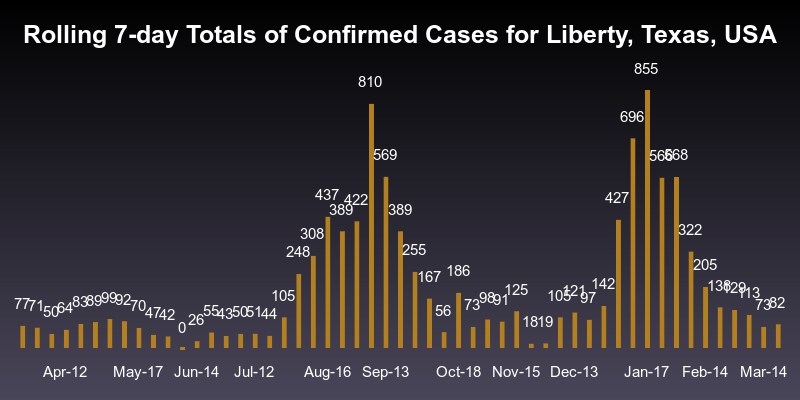 Rolling 7-day Totals of Confirmed Cases for Liberty, Texas, USA
77 71 50 64 83 89 99 92 70 47 42 0 26 55 43 50 51 44 105 248 308 437 389 422 810 569 389 255 167 56 186 73 98 91 125 18 19 105 121 97 142 427 696 855 566 568 322 205 138 129 113 73 82
Apr-12 May-17 Jun-14 Jul-12 Aug-16 Sep-13 Oct-18 Nov-15 Dec-13 Jan-17 Feb-14 Mar-14